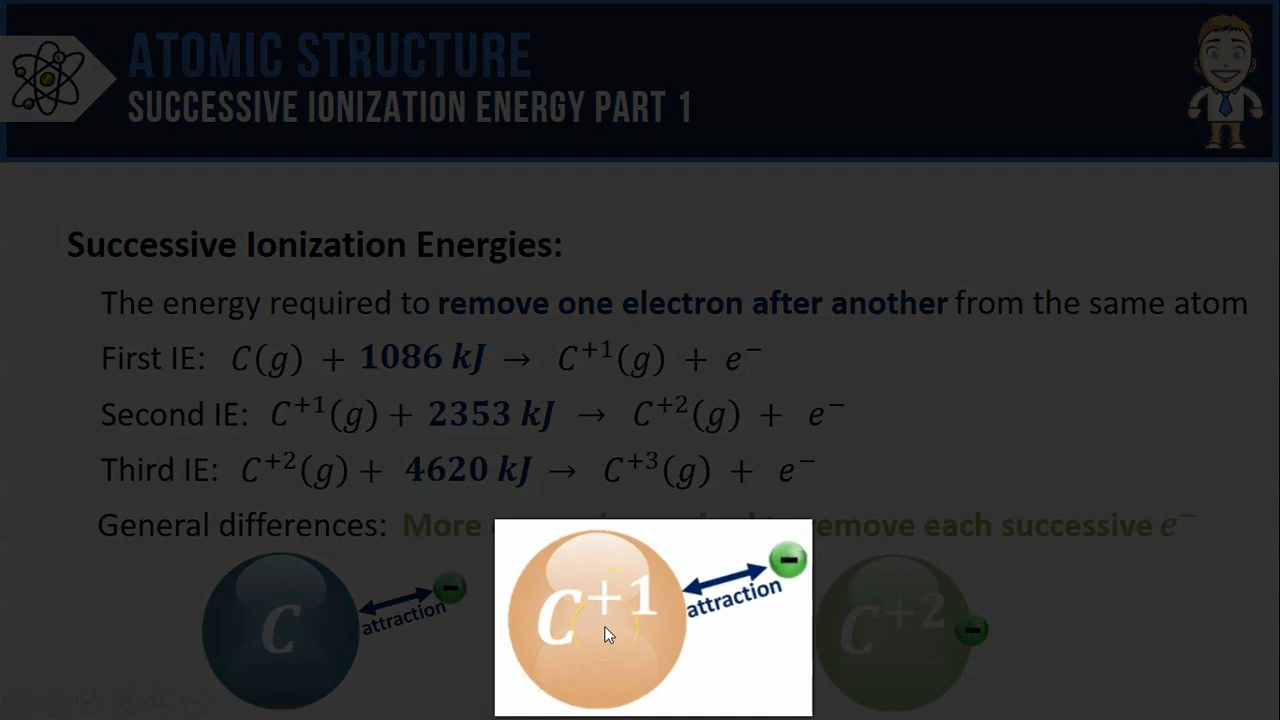 ATOMIC STRUCTURE
SUCCESSIVE IONIZATION ENERGY PART 1
Successive Ionization Energies:
The energy required to remove one electron after another from the same atom
First IE: C(g) + 1086 kJ → C⁺¹(g) + e⁻
Second IE: C⁺¹(g) + 2353 kJ → C⁺²(g) + e⁻
Third IE: C⁺²(g) + 4620 kJ → C⁺³(g) + e⁻
General differences: More remove each successive e⁻
C attraction -
C⁺¹ attraction -
C⁺² -